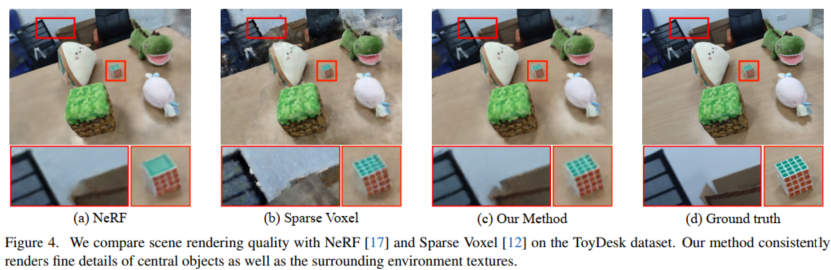 (a) NeRF
(b) Sparse Voxel
(c) Our Method
(d) Ground truth
Figure 4. We compare scene rendering quality with NeRF [17] and Sparse Voxel [12] on the ToyDesk dataset. Our method consistently
renders fine details of central objects as well as the surrounding environment textures.